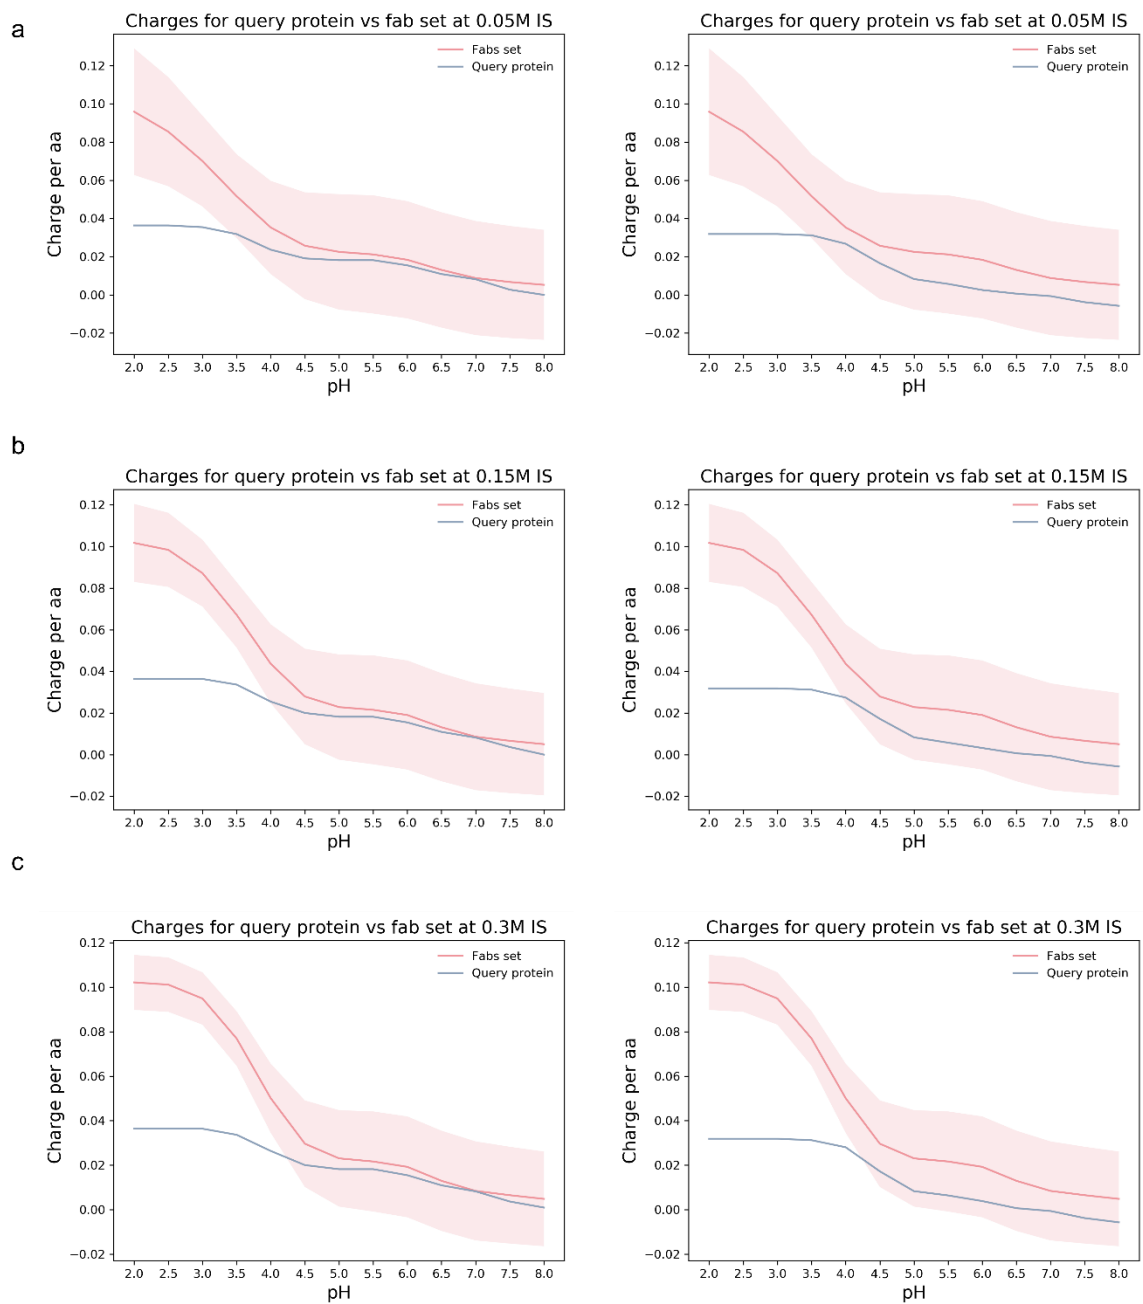 a
Charges for query protein vs fab set at 0.05M IS
Charge per aa
0.12
0.10
0.08
0.06
0.04
0.02
0.00
−0.02
Fabs set
Query protein
2.0 2.5 3.0 3.5 4.0 4.5 5.0 5.5 6.0 6.5 7.0 7.5 8.0
pH
Charges for query protein vs fab set at 0.05M IS
Charge per aa
0.12
0.10
0.08
0.06
0.04
0.02
0.00
−0.02
Fabs set
Query protein
2.0 2.5 3.0 3.5 4.0 4.5 5.0 5.5 6.0 6.5 7.0 7.5 8.0
pH
b
Charges for query protein vs fab set at 0.15M IS
Charge per aa
0.12
0.10
0.08
0.06
0.04
0.02
0.00
−0.02
Fabs set
Query protein
2.0 2.5 3.0 3.5 4.0 4.5 5.0 5.5 6.0 6.5 7.0 7.5 8.0
pH
Charges for query protein vs fab set at 0.15M IS
Charge per aa
0.12
0.10
0.08
0.06
0.04
0.02
0.00
−0.02
Fabs set
Query protein
2.0 2.5 3.0 3.5 4.0 4.5 5.0 5.5 6.0 6.5 7.0 7.5 8.0
pH
c
Charges for query protein vs fab set at 0.3M IS
Charge per aa
0.12
0.10
0.08
0.06
0.04
0.02
0.00
−0.02
Fabs set
Query protein
2.0 2.5 3.0 3.5 4.0 4.5 5.0 5.5 6.0 6.5 7.0 7.5 8.0
pH
Charges for query protein vs fab set at 0.3M IS
Charge per aa
0.12
0.10
0.08
0.06
0.04
0.02
0.00
−0.02
Fabs set
Query protein
2.0 2.5 3.0 3.5 4.0 4.5 5.0 5.5 6.0 6.5 7.0 7.5 8.0
pH